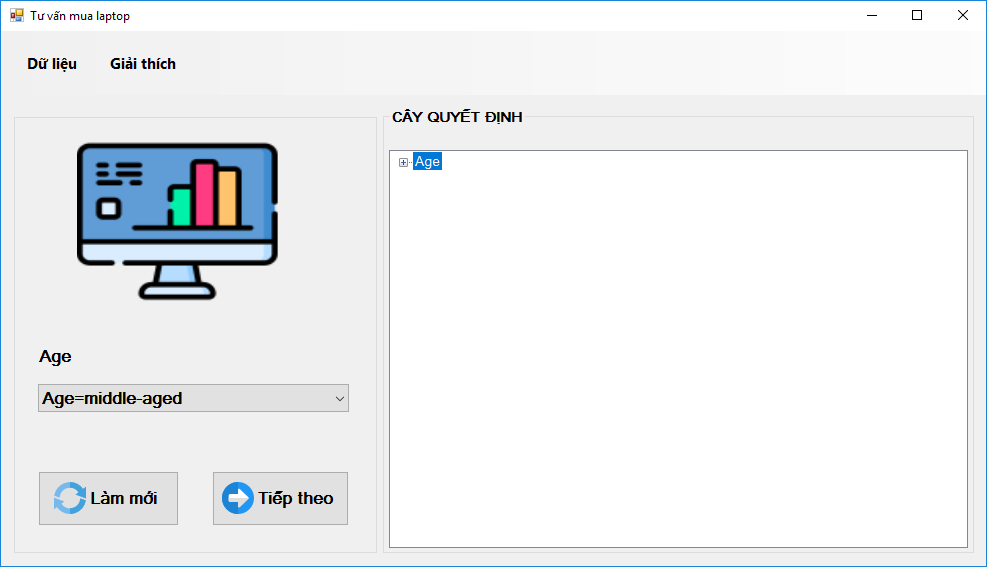 Tư vấn mua laptop
Dữ liệu Giải thích
CÂY QUYẾT ĐỊNH
Age
Age
Age=middle-aged
Làm mới
Tiếp theo